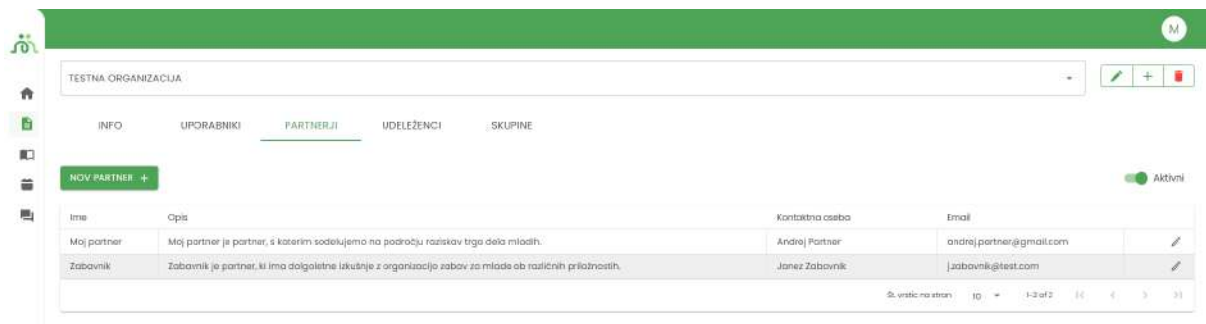 M
TESTNA ORGANIZACIJA
INFO UPORABNIKI PARTNERJI UDELEŽENCI SKUPINE
NOV PARTNER +
Aktivni
Ime Opis Kontaktna oseba Email
Moj partner Moj partner je partner, s katerim sodelujemo na področju raziskav trga dela mladih. Andrej Partner andrej.partner@gmail.com
Zabavnik Zabavnik je partner, ki ima dolgoletne izkušnje z organizacijo zabav za mlade ob različnih priložnostih. Janez Zabavnik j.zabavnik@test.com
Št. vrstic na stran 10 1-2 of 2